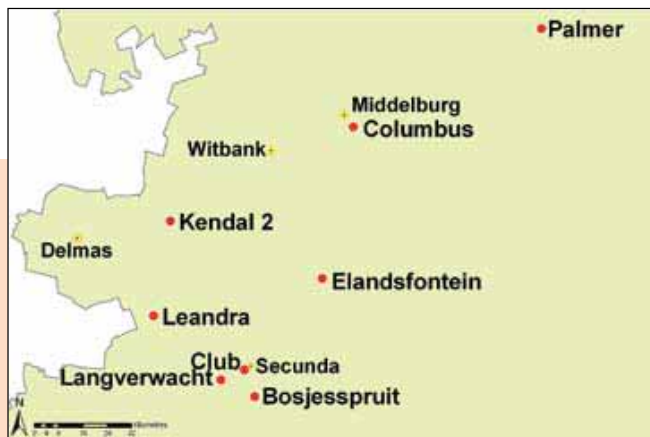 Palmer
Middelburg
Columbus
Witbank
Kendal 2
Delmas
Elandsfontein
Leandra
Club
Secunda
Langverwacht
Bosjesspruit
N